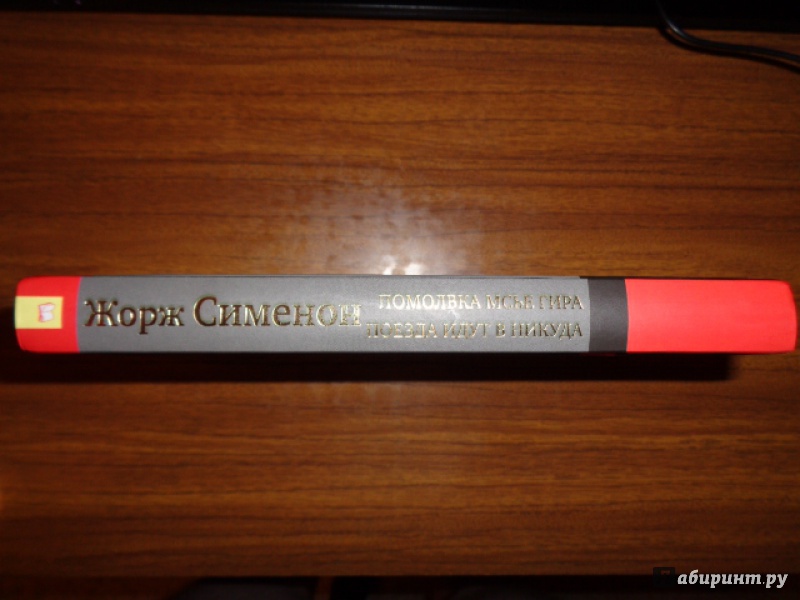 Жорж Сименон
ПОМОЛВКА МСЬЕ ГИРА
ПОЕЗДА ИДУТ В НИКУДА
Лабиринт.ру